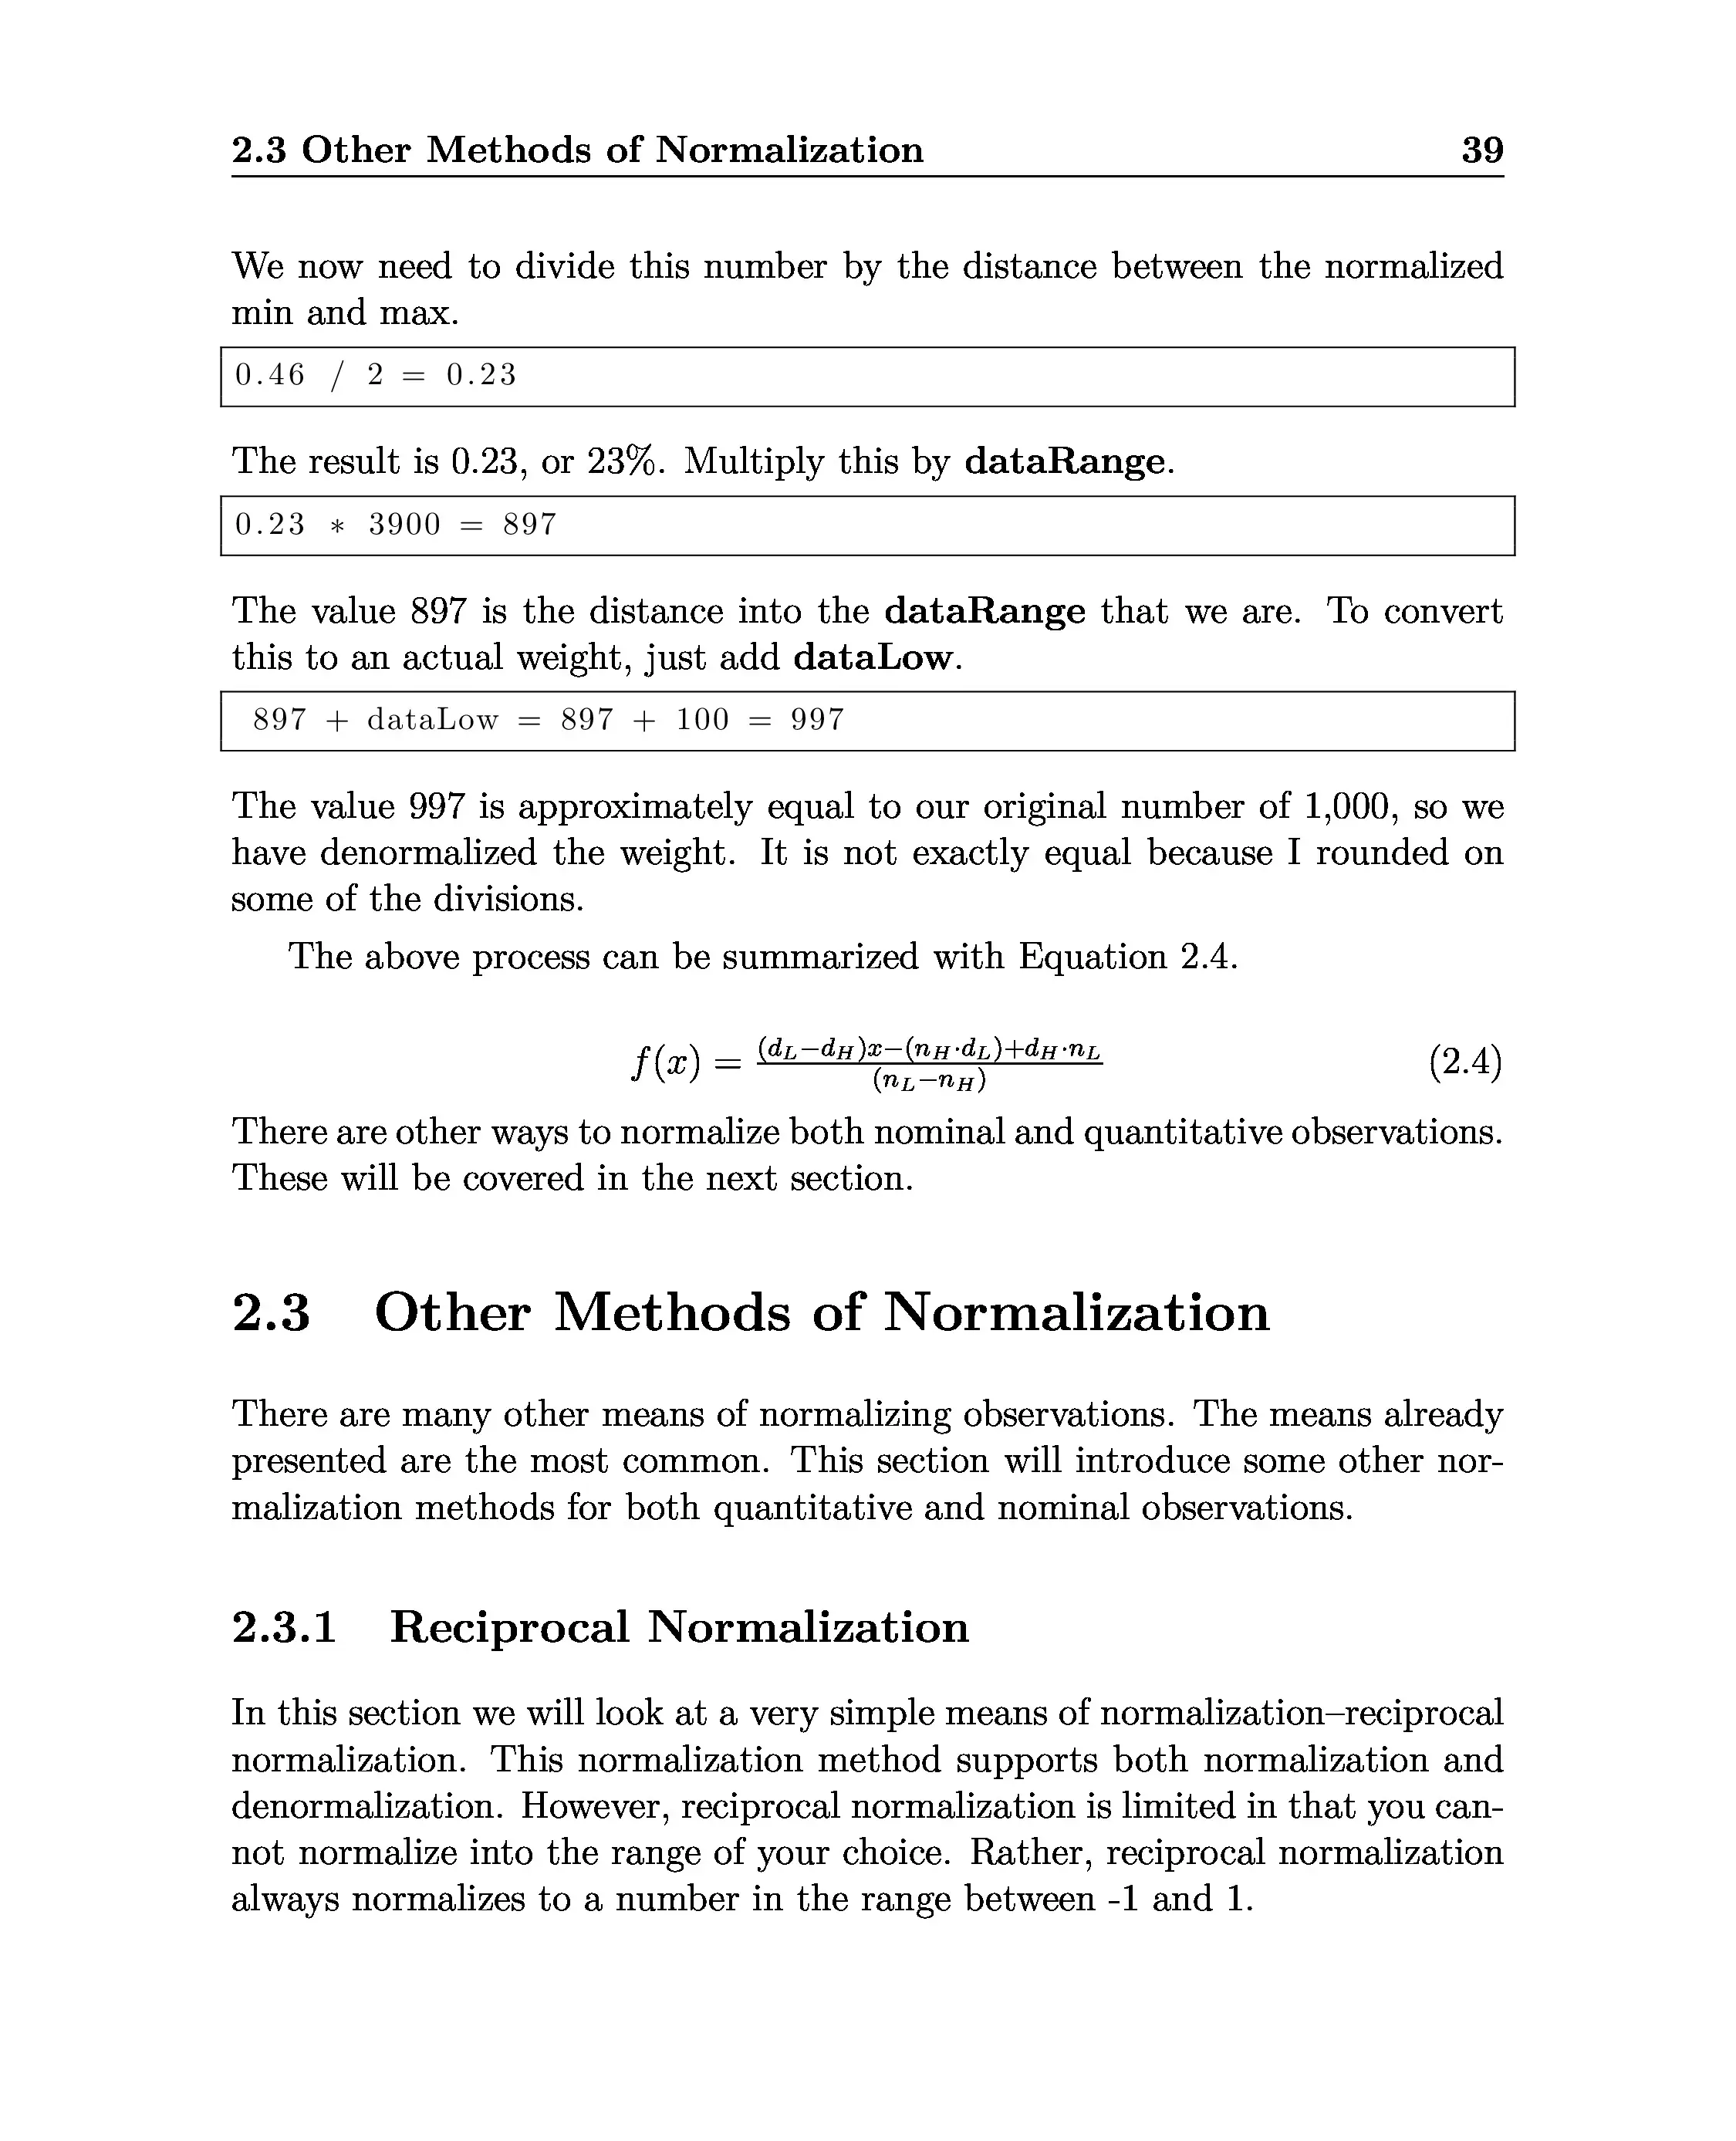 2.3 Other Methods of Normalization 39
We now need to divide this number by the distance between the normalized
min and max.
0.46 / 2 = 0.23
The result is 0.23, or 23%. Multiply this by dataRange.
0.23 * 3900 = 897
The value 897 is the distance into the dataRange that we are. To convert
this to an actual weight, just add dataLow.
897 + dataLow = 897 + 100 = 997
The value 997 is approximately equal to our original number of 1,000, so we
have denormalized the weight. It is not exactly equal because I rounded on
some of the divisions.
The above process can be summarized with Equation 2.4.
f(x) = \frac{(d_L−d_H)x−(n_H·d_L)+d_H·n_L}{(n_L−n_H)} (2.4)
There are other ways to normalize both nominal and quantitative observations.
These will be covered in the next section.
2.3 Other Methods of Normalization
There are many other means of normalizing observations. The means already
presented are the most common. This section will introduce some other nor-
malization methods for both quantitative and nominal observations.
2.3.1 Reciprocal Normalization
In this section we will look at a very simple means of normalization–reciprocal
normalization. This normalization method supports both normalization and
denormalization. However, reciprocal normalization is limited in that you can-
not normalize into the range of your choice. Rather, reciprocal normalization
always normalizes to a number in the range between -1 and 1.